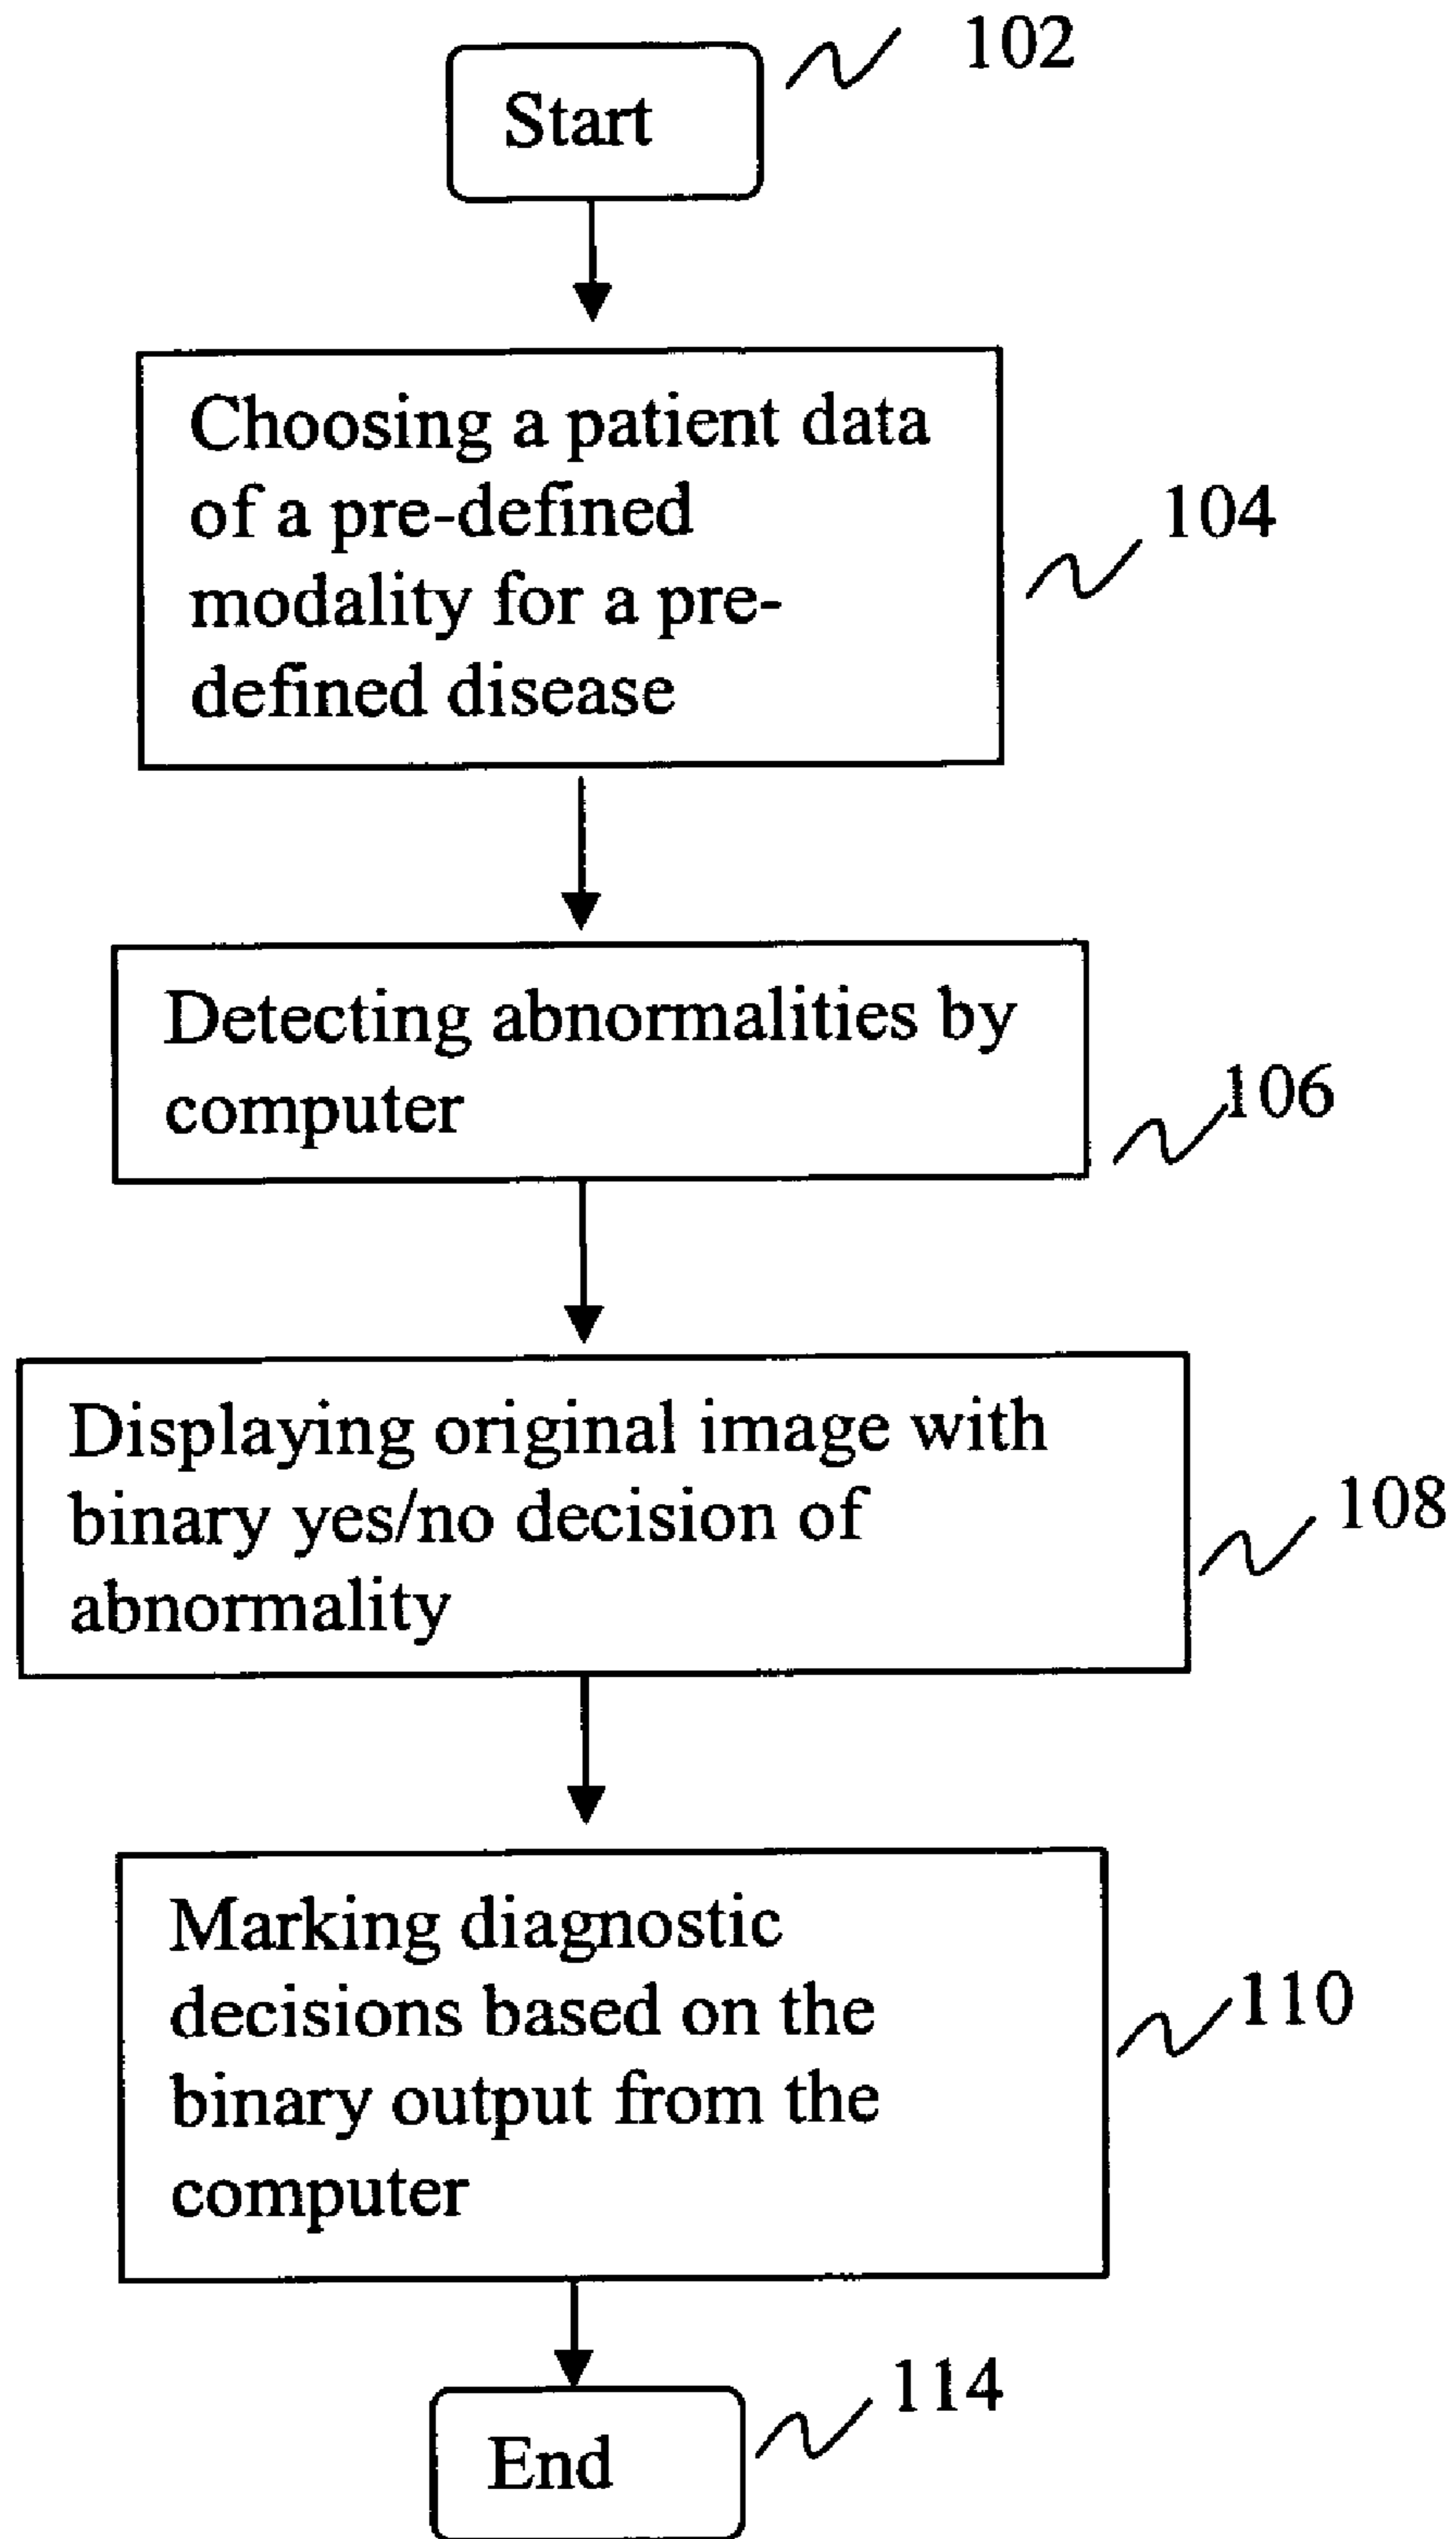 102
Start
Choosing a patient data
of a pre-defined
modality for a pre-
defined disease
104
Detecting abnormalities by
computer
106
Displaying original image with
binary yes/no decision of
abnormality
108
Marking diagnostic
decisions based on the
binary output from the
computer
110
114
End